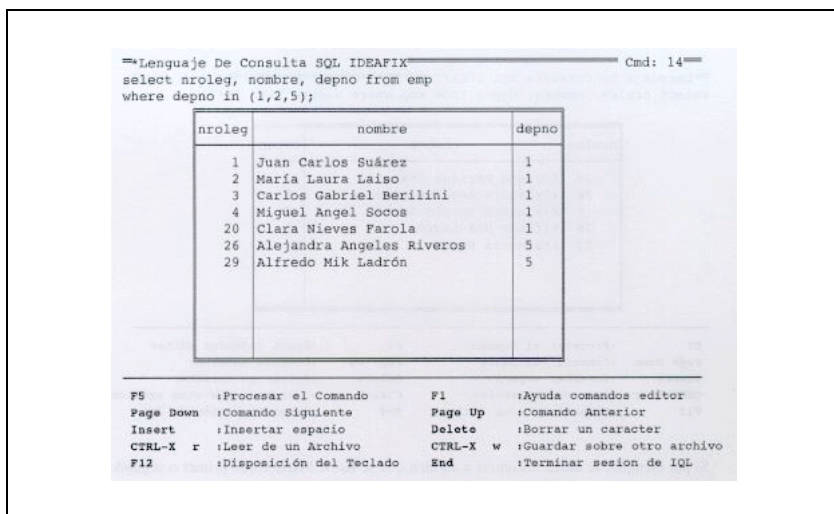 *Lenguaje De Consulta SQL IDEAFIX Cmd: 14
select nroleg, nombre, depno from emp
where depno in (1,2,5);
nroleg nombre depno
1 Juan Carlos Suárez 1
2 María Laura Laiso 1
3 Carlos Gabriel Berilini 1
4 Miguel Angel Socos 1
20 Clara Nieves Farola 1
26 Alejandra Angeles Riveros 5
29 Alfredo Mik Ladrón 5
F5 :Procesar el Comando F1 :Ayuda comandos editor
Page Down :Comando Siguiente Page Up :Comando Anterior
Insert :Insertar espacio Delete :Borrar un caracter
CTRL-X r :Leer de un Archivo CTRL-X w :Guardar sobre otro archivo
F12 :Disposición del Teclado End :Terminar sesion de IQL